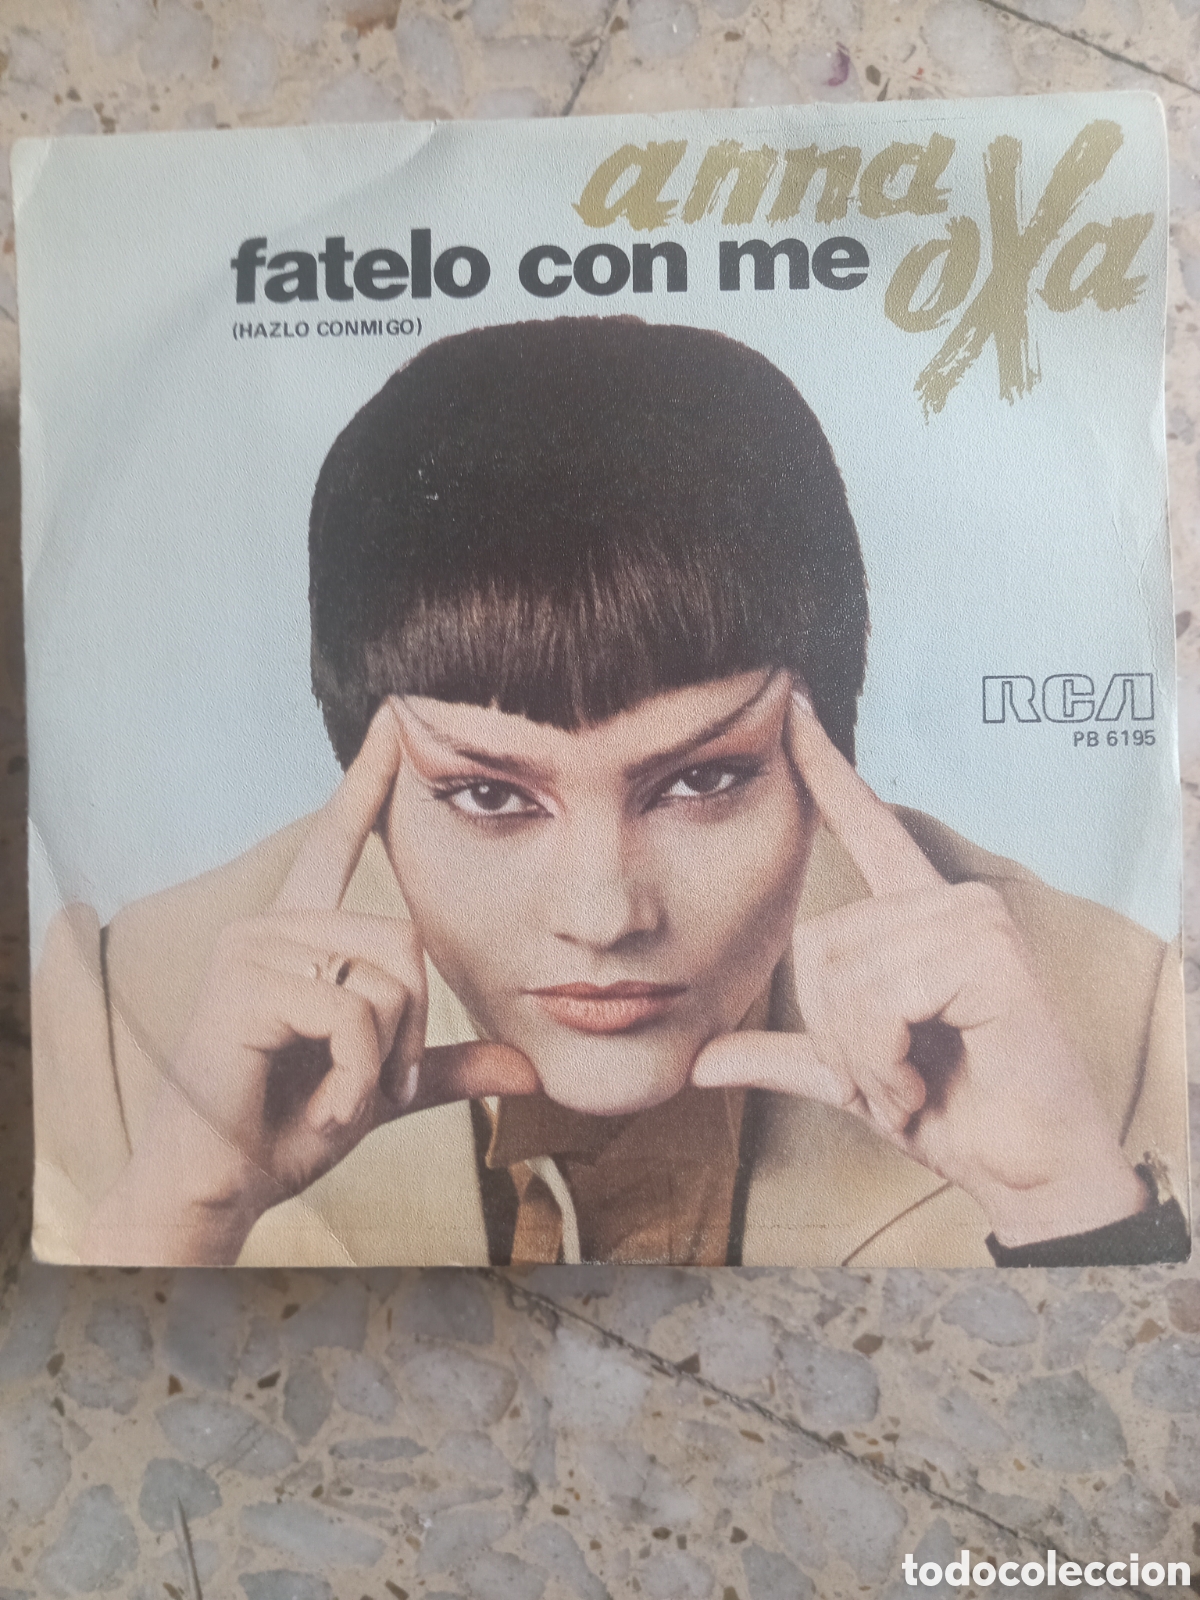 anna
oXa
fatelo con me
(HAZLO CONMIGO)
RCA
PB 6195
todocoleccion